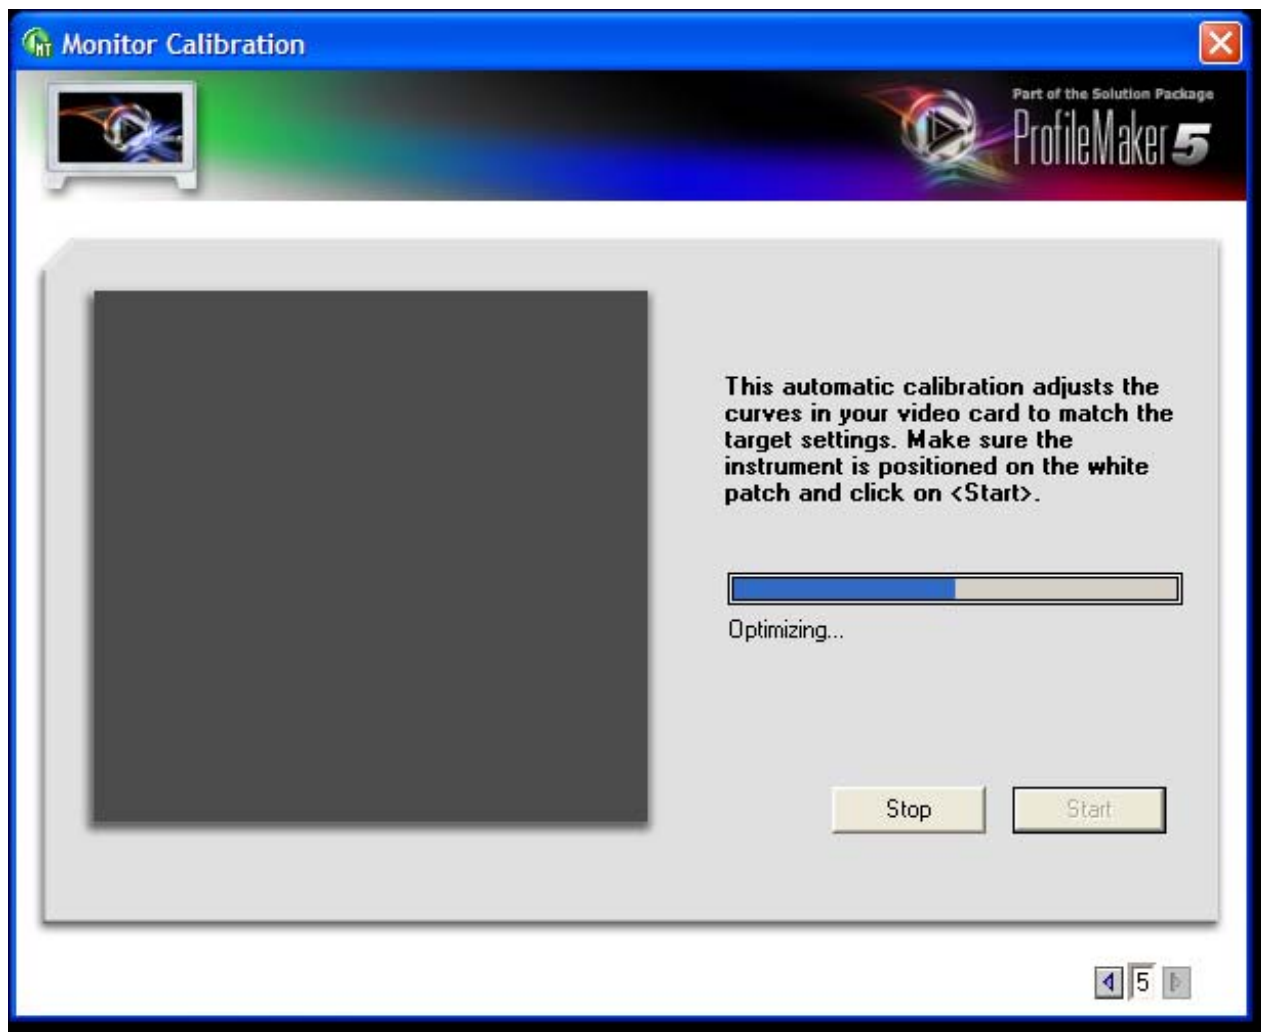 Monitor Calibration
Part of the Solution Package
ProfileMaker 5
This automatic calibration adjusts the
curves in your video card to match the
target settings. Make sure the
instrument is positioned on the white
patch and click on <Start>.
Optimizing...
Stop Start
5